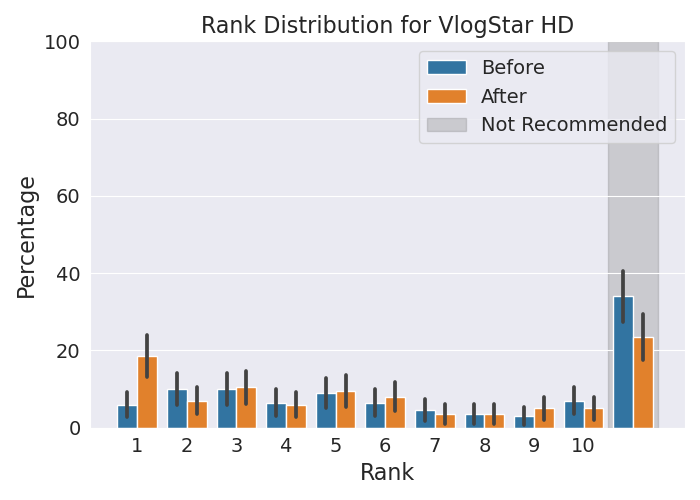 Rank Distribution for VlogStar HD
100
80
60
40
20
0
Percentage
Before
After
Not Recommended
1 2 3 4 5 6 7 8 9 10
Rank